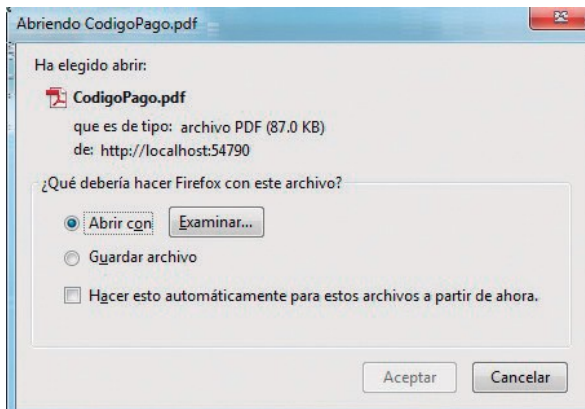 Abriendo CodigoPago.pdf
Ha elegido abrir:
CodigoPago.pdf
que es de tipo: archivo PDF (87.0 KB)
de: http://localhost:54790
¿Qué debería hacer Firefox con este archivo?
Abrir con Examinar...
Guardar archivo
Hacer esto automáticamente para estos archivos a partir de ahora.
Aceptar Cancelar